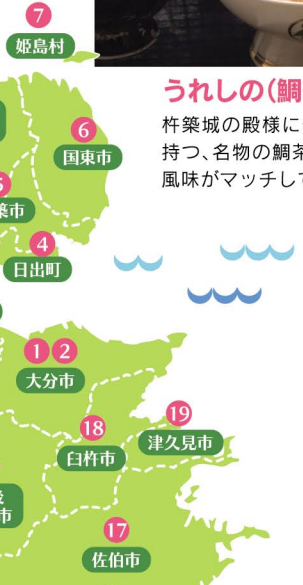 7
姫島村
うれしの(鯛
杵築城の殿様に
持つ、名物の鯛茶
風味がマッチして
6
国東市
築市
4
日出町
1 2
大分市
19
津久見市
18
臼杵市
市
17
佐伯市